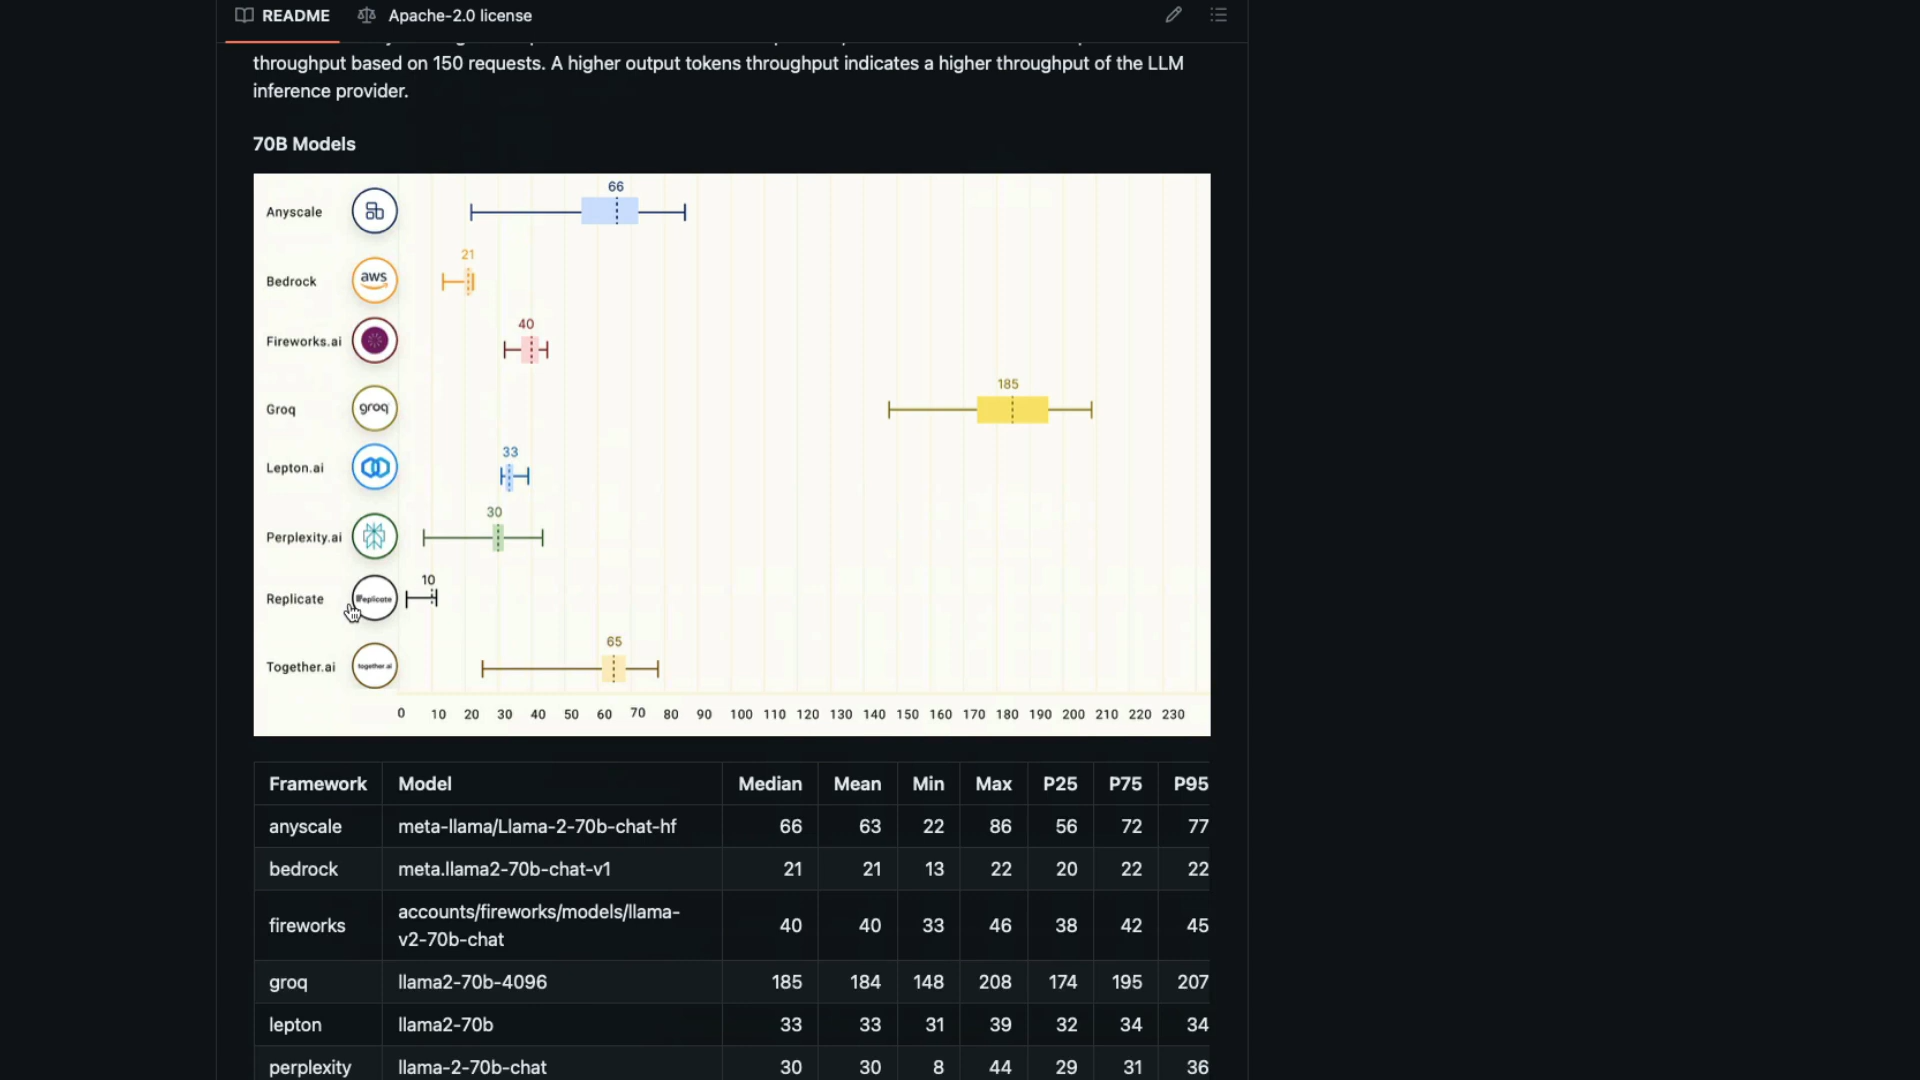 README Apache-2.0 license
throughput based on 150 requests. A higher output tokens throughput indicates a higher throughput of the LLM
inference provider.
70B Models
66
Anyscale
21
Bedrock aws
40
Fireworks.ai
185
Groq groq
33
Lepton.ai
30
Perplexity.ai
10
Replicate replicate
65
Together.ai together.ai
0 10 20 30 40 50 60 70 80 90 100 110 120 130 140 150 160 170 180 190 200 210 220 230
Framework Model Median Mean Min Max P25 P75 P95
anyscale meta-llama/Llama-2-70b-chat-hf 66 63 22 86 56 72 77
bedrock meta.llama2-70b-chat-v1 21 21 13 22 20 22 22
accounts/fireworks/models/llama-
fireworks 40 40 33 46 38 42 45
v2-70b-chat
groq llama2-70b-4096 185 184 148 208 174 195 207
lepton llama2-70b 33 33 31 39 32 34 34
perplexity llama-2-70b-chat 30 30 8 44 29 31 36